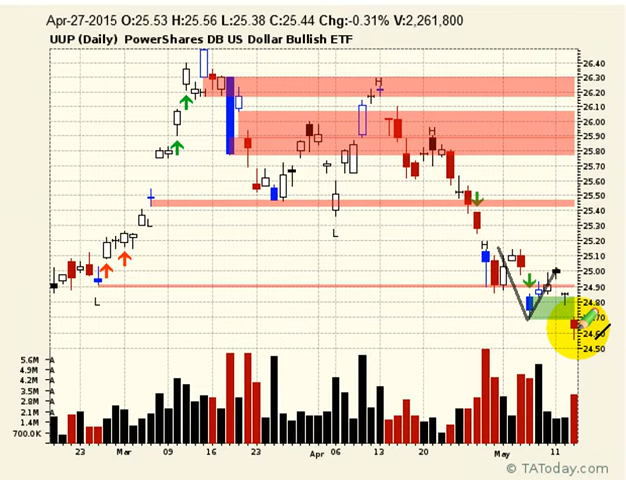 Apr-27-2015 O:25.53 H:25.56 L:25.38 C:25.44 Chg:-0.31% V:2,261,800
UUP (Daily) PowerShares DB US Dollar Bullish ETF
26.40
26.30
26.20
26.10
26.00
25.90
25.80
25.70
25.60
25.50
25.40
25.30
25.20
25.10
25.00
24.90
24.80
24.70
24.60
24.50
H
H
H
L
L
L
5.6M
4.9M
4.2M
3.5M
2.8M
2.1M
1.4M
700.0K
A
A
A
A
A
A
A
23 Mar 09 16 23 Apr 06 13 20 May 11
© TAToday.com